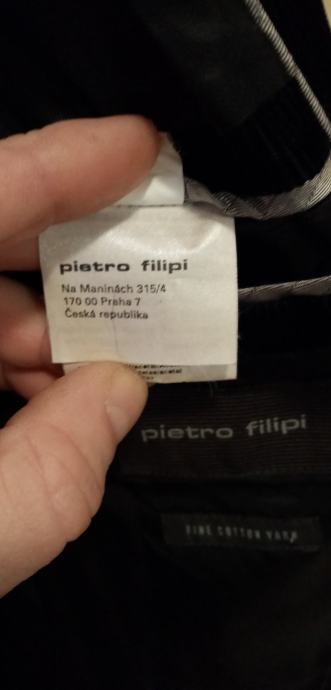 pietro filipi
Na Maninách 315/4
170 00 Praha 7
Česká republika
pietro filipi
FINE COTTON YARN